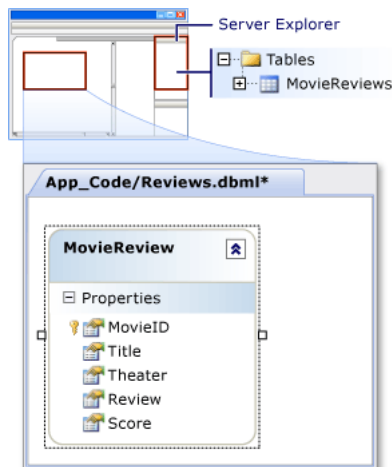 Server Explorer
Tables
MovieReviews
App_Code/Reviews.dbml*
MovieReview
Properties
MovieID
Title
Theater
Review
Score